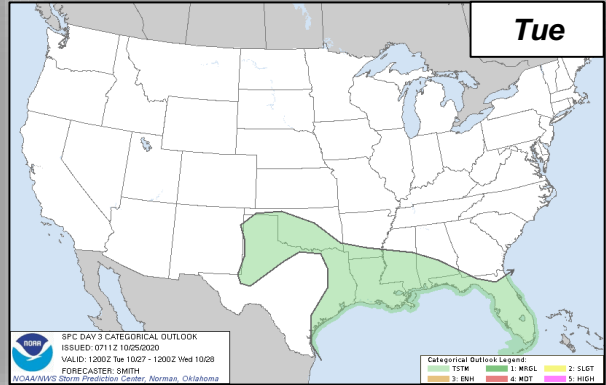 Tue
SPC DAY 3 CATEGORICAL OUTLOOK
ISSUED: 0711Z 10/25/2020
VALID: 1200Z Tue 10/27 - 1200Z Wed 10/28
FORECASTER: SMITH
NOAA/NWS Storm Prediction Center, Norman, Oklahoma
NOAA
Categorical Outlook Legend:
TSTM 1: MRGL 2: SLGT
3: ENH 4: MDT 5: HIGH